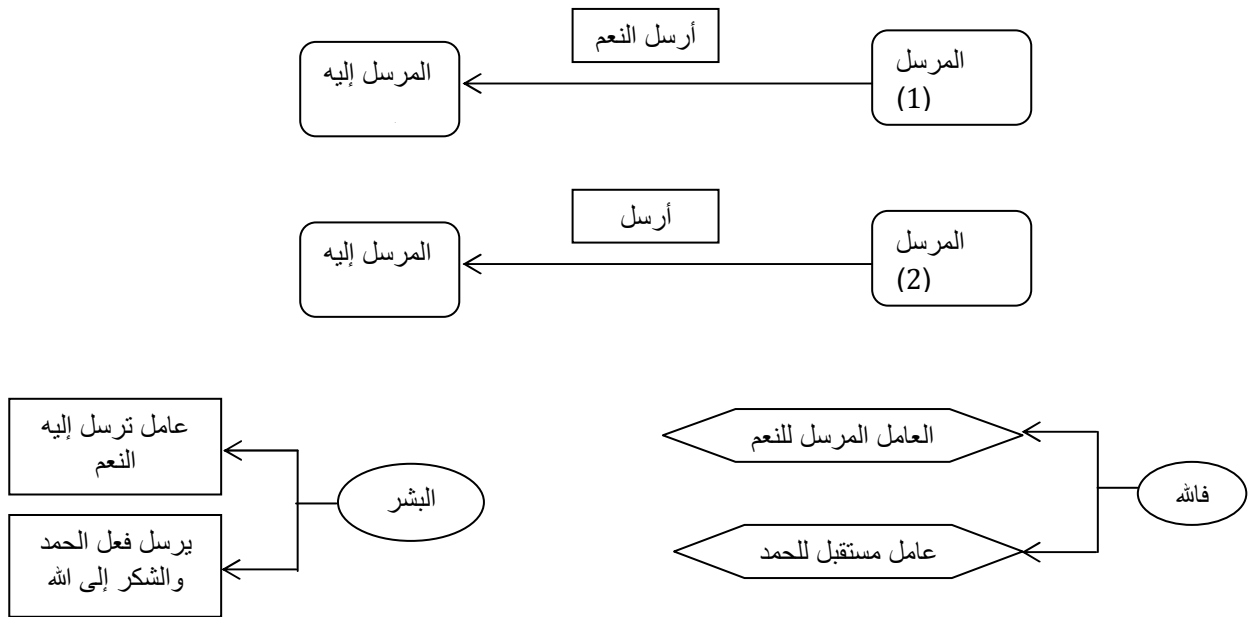 أرسل النعم
المرسل
(1)
المرسل إليه
أرسل
المرسل
(2)
المرسل إليه
فالله
العامل المرسل للنعم
عامل مستقبل للحمد
البشر
عامل ترسل إليه
النعم
يرسل فعل الحمد
والشكر إلى الله